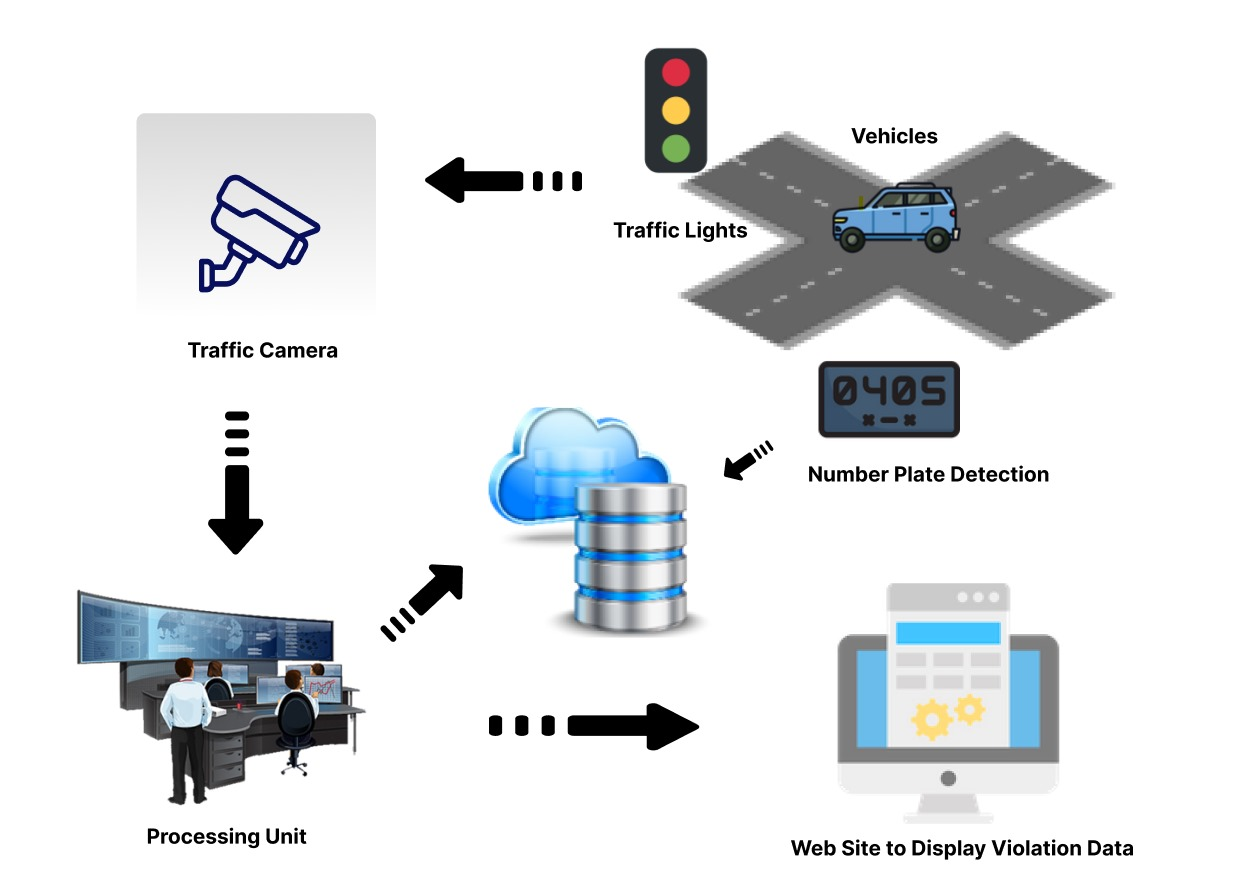 Vehicles
Traffic Lights
Traffic Camera
0405
Number Plate Detection
Processing Unit
Web Site to Display Violation Data